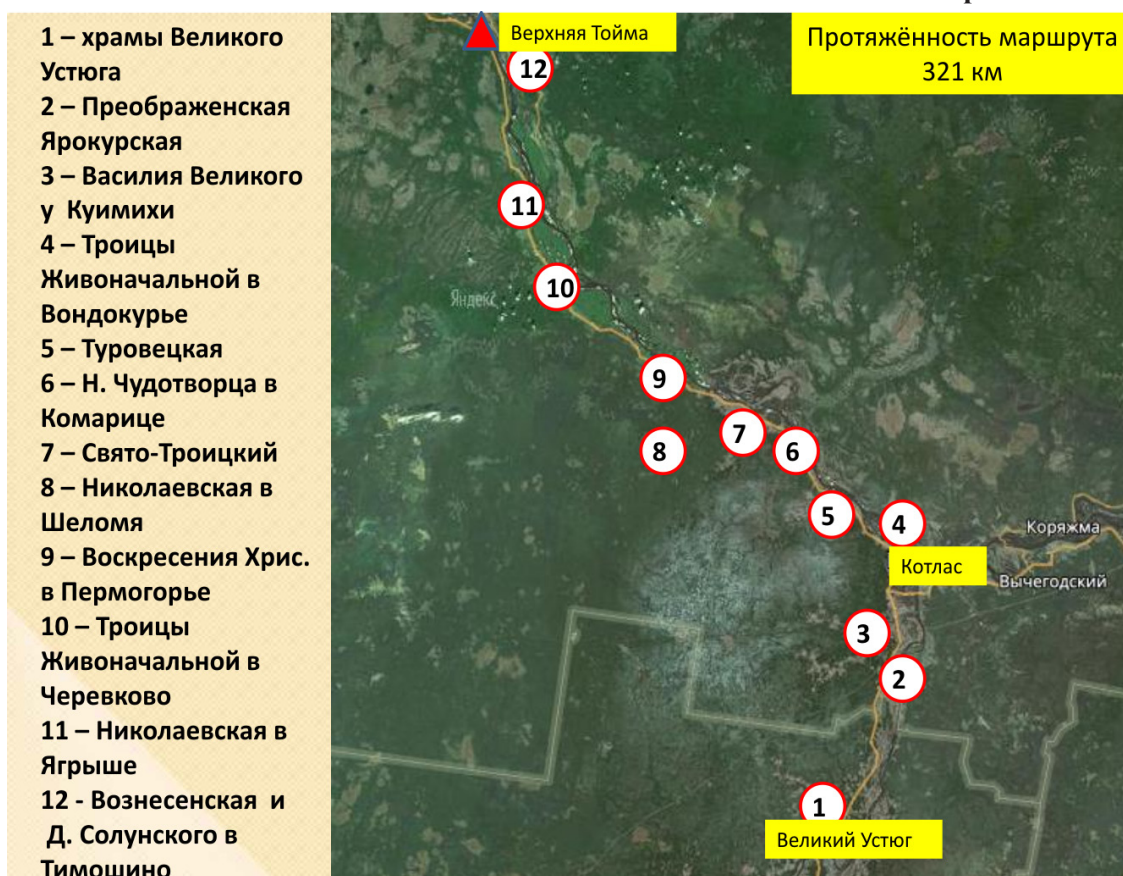 1 – храмы Великого
Устюга
2 – Преображенская
Ярокурская
3 – Василия Великого
у Куимихи
4 – Троицы
Живоначальной в
Вондокурье
5 – Туровецкая
6 – Н. Чудотворца в
Комарице
7 – Свято-Троицкий
8 – Николаевская в
Шеломя
9 – Воскресения Хрис.
в Пермогорье
10 – Троицы
Живоначальной в
Черевково
11 – Николаевская в
Ягрыше
12 - Вознесенская и
Д. Солунского в
Тимошино
Верхняя Тойма
Протяжённость маршрута
321 км
12
11
10
Яндекс
9
8
7
6
5
4
Коряжма
Котлас
Вычегодский
3
2
1
Великий Устюг